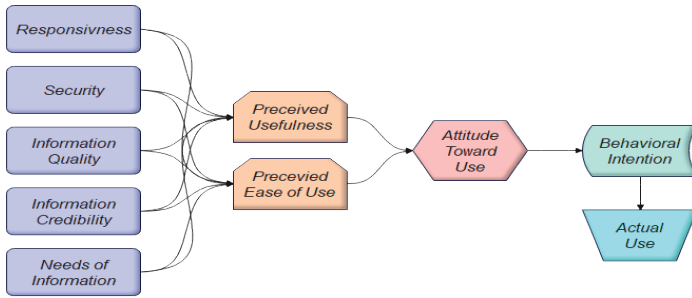 Responsivness
Security
Information
Quality
Information
Credibility
Needs of
Information
Preceived
Usefulness
Precevied
Ease of Use
Attitude
Toward
Use
Behavioral
Intention
Actual
Use